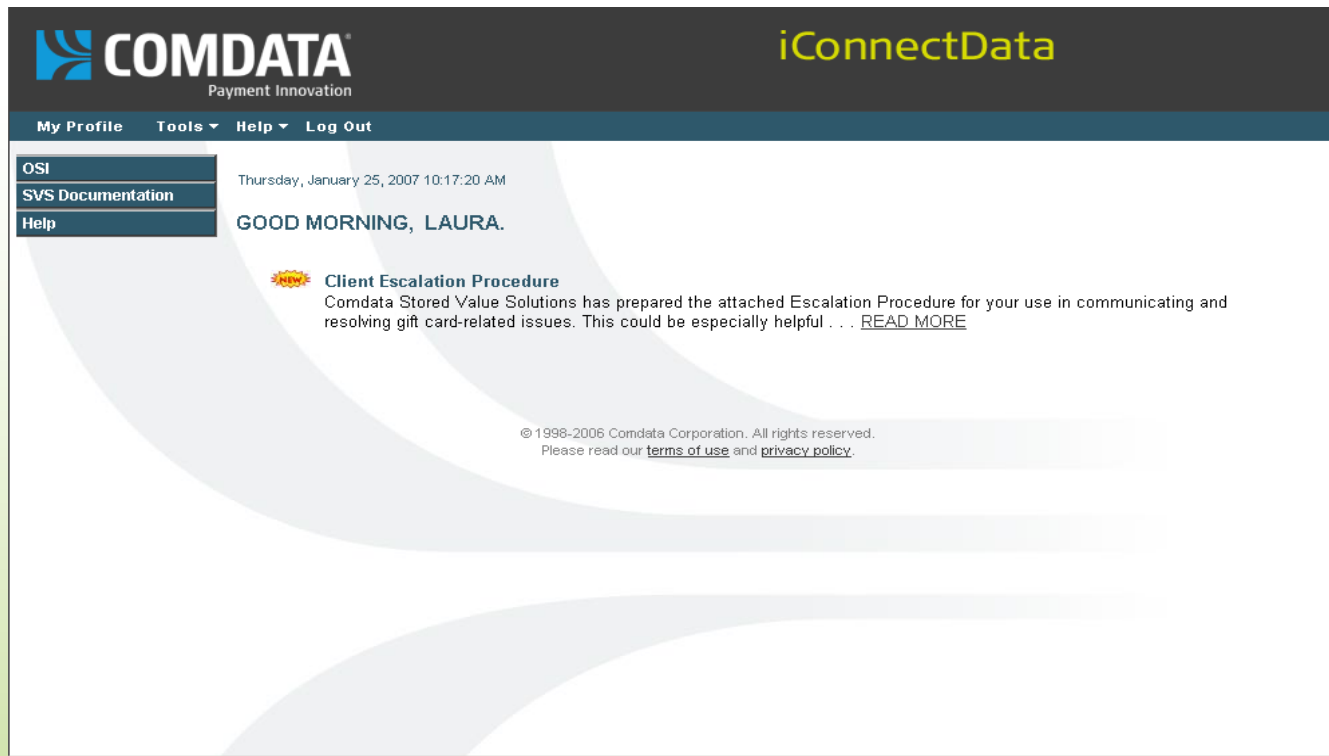 COMDATA
Payment Innovation
iConnectData
My Profile Tools Help Log Out
OSI
SVS Documentation
Help
Thursday, January 25, 2007 10:17:20 AM
GOOD MORNING, LAURA.
NEW
Client Escalation Procedure
Comdata Stored Value Solutions has prepared the attached Escalation Procedure for your use in communicating and
resolving gift card-related issues. This could be especially helpful . . . READ MORE
© 1998-2006 Comdata Corporation. All rights reserved.
Please read our terms of use and privacy policy.